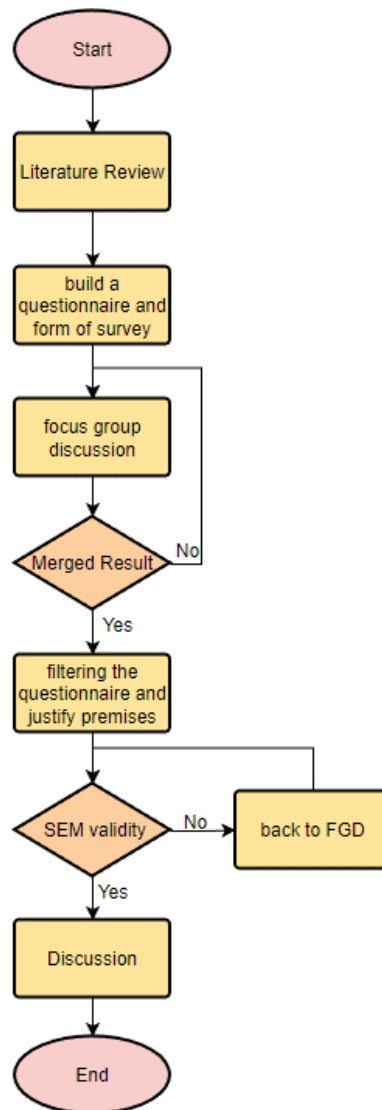 Start
Literature Review
build a
questionnaire and
form of survey
focus group
discussion
Merged Result
No
Yes
filtering the
questionnaire and
justify premises
SEM validity
No
back to FGD
Yes
Discussion
End